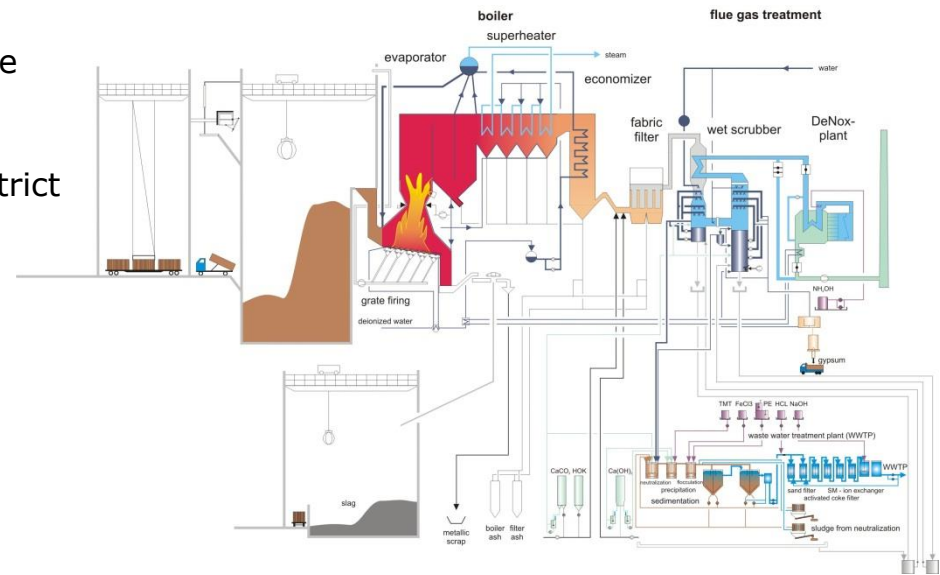 e
trict
boiler
flue gas treatment
superheater
evaporator
steam
water
economizer
fabric
filter
wet scrubber
DeNox-
plant
grate firing
deionized water
NH₄OH
gypsum
TMT FeCl3 PE HCL NaOH
waste water treatment plant (WWTP)
CaCO₃ HOK
Ca(OH)₂
neutralization
flocculation
precipitation
sedimentation
WWTP
sand filter
SM - ion exchanger
activated coke filter
sludge from neutralization
slag
metallic
scrap
boiler
ash
filter
ash